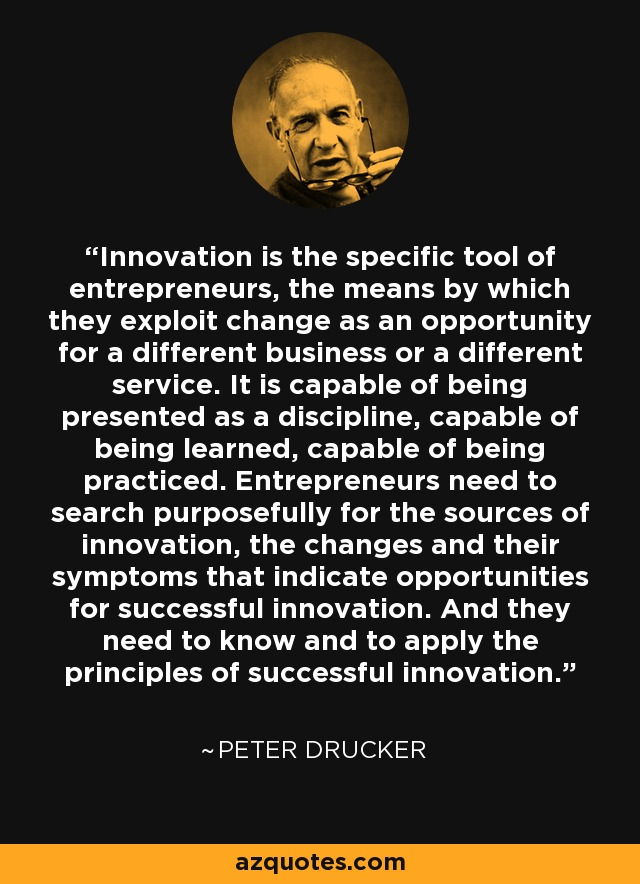 “Innovation is the specific tool of
entrepreneurs, the means by which
they exploit change as an opportunity
for a different business or a different
service. It is capable of being
presented as a discipline, capable of
being learned, capable of being
practiced. Entrepreneurs need to
search purposefully for the sources of
innovation, the changes and their
symptoms that indicate opportunities
for successful innovation. And they
need to know and to apply the
principles of successful innovation.”
~PETER DRUCKER
azquotes.com